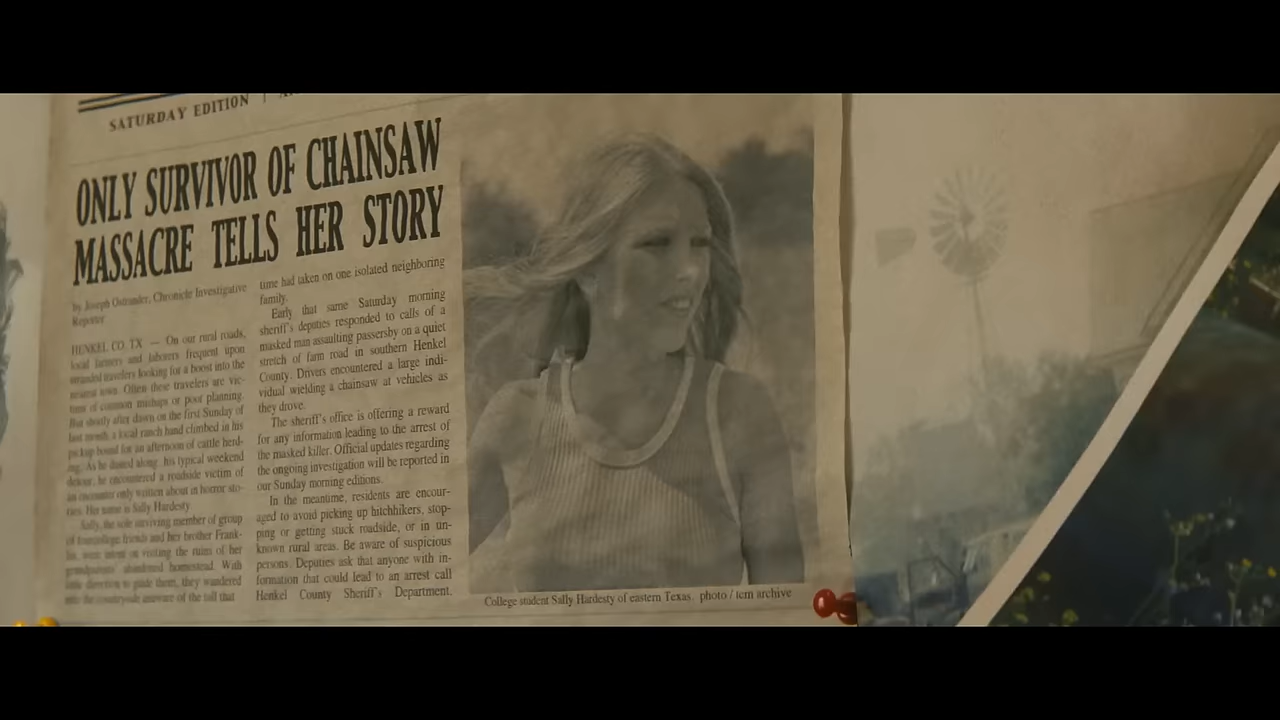 SATURDAY EDITION |
ONLY SURVIVOR OF CHAINSAW
MASSACRE TELLS HER STORY
by Joseph Ostrander, Chronicle Investigative
Reporter
HENKEL CO. TX — On our rural roads,
local farmers and laborers frequent upon
stranded travelers looking for a boost into the
nearest town. Often these travelers are vic-
tims of common mishaps or poor planning.
But shortly after dawn on the first Sunday of
last month, a local ranch hand climbed in his
pickup bound for an afternoon of cattle herd-
ing. As he dusted along, his typical weekend
detour, he encountered a roadside victim of
an encounter only written about in horror sto-
ries. Her name is Sally Hardesty
Sally, the sole surviving member of group
of four college friends and her brother Frank-
lin, were intent on visiting the ruins of her
grandparents' abandoned homestead. With
little direction to guide them, they wandered
into the countryside unaware of the toll that
time had taken on one isolated neighboring
family.
Early that same Saturday morning
sheriff's deputies responded to calls of a
masked man assaulting passersby on a quiet
stretch of farm road in southern Henkel
County. Drivers encountered a large indi-
vidual wielding a chainsaw at vehicles as
they drove.
The sheriff's office is offering a reward
for any information leading to the arrest of
the masked killer. Official updates regarding
the ongoing investigation will be reported in
our Sunday morning editions.
In the meantime, residents are encour-
aged to avoid picking up hitchhikers, stop-
ping or getting stuck roadside, or in un-
known rural areas. Be aware of suspicious
persons. Deputies ask that anyone with in-
formation that could lead to an arrest call
Henkel County Sheriff's Department.
College student Sally Hardesty of eastern Texas. photo / tcm archive